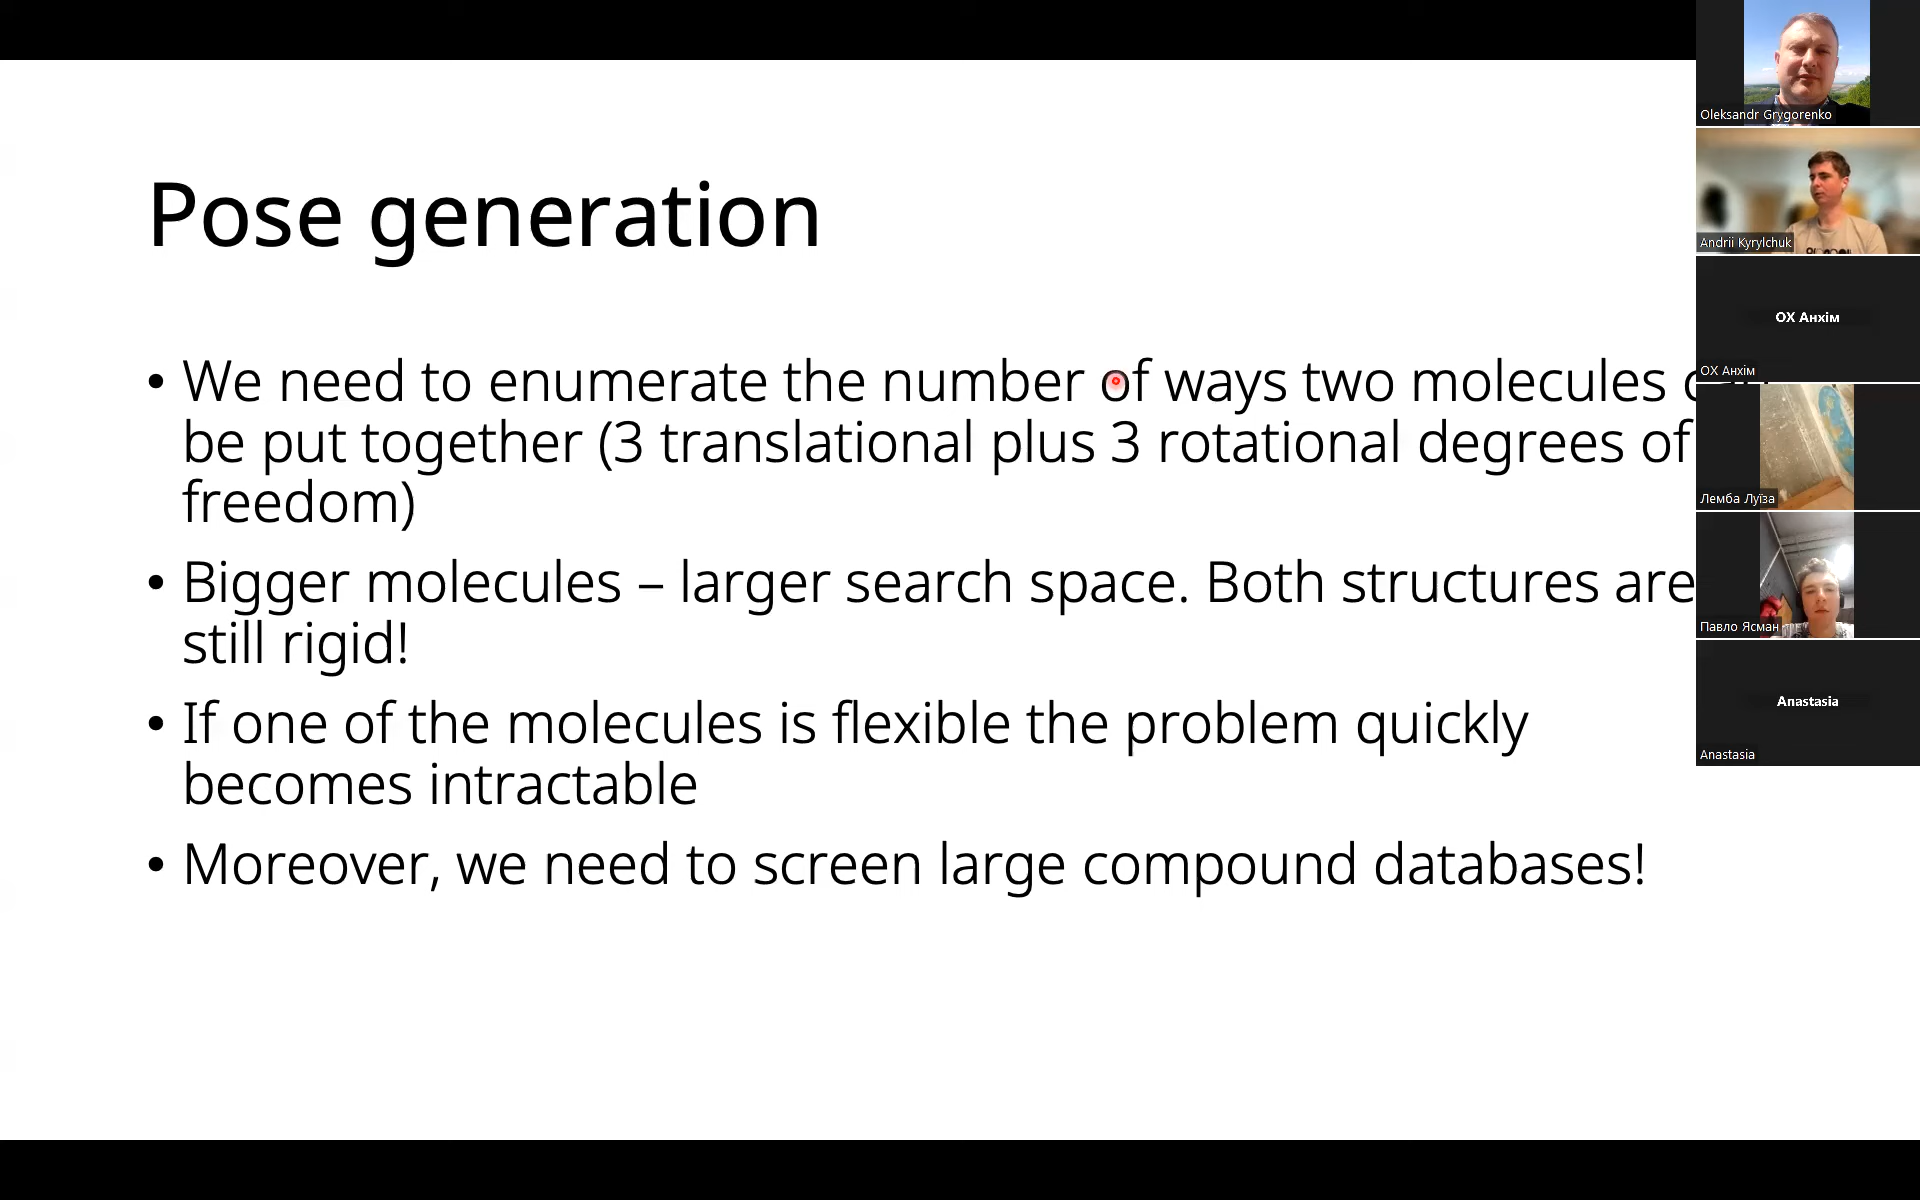 Pose generation
• We need to enumerate the number of ways two molecules
be put together (3 translational plus 3 rotational degrees of
freedom)
• Bigger molecules – larger search space. Both structures are
still rigid!
• If one of the molecules is flexible the problem quickly
becomes intractable
• Moreover, we need to screen large compound databases!
Oleksandr Grygorenko
Andrii Kyrylchuk
ОХ Анхім
ОХ Анхім
Лемба Луїза
Павло Ясман
Anastasia
Anastasia